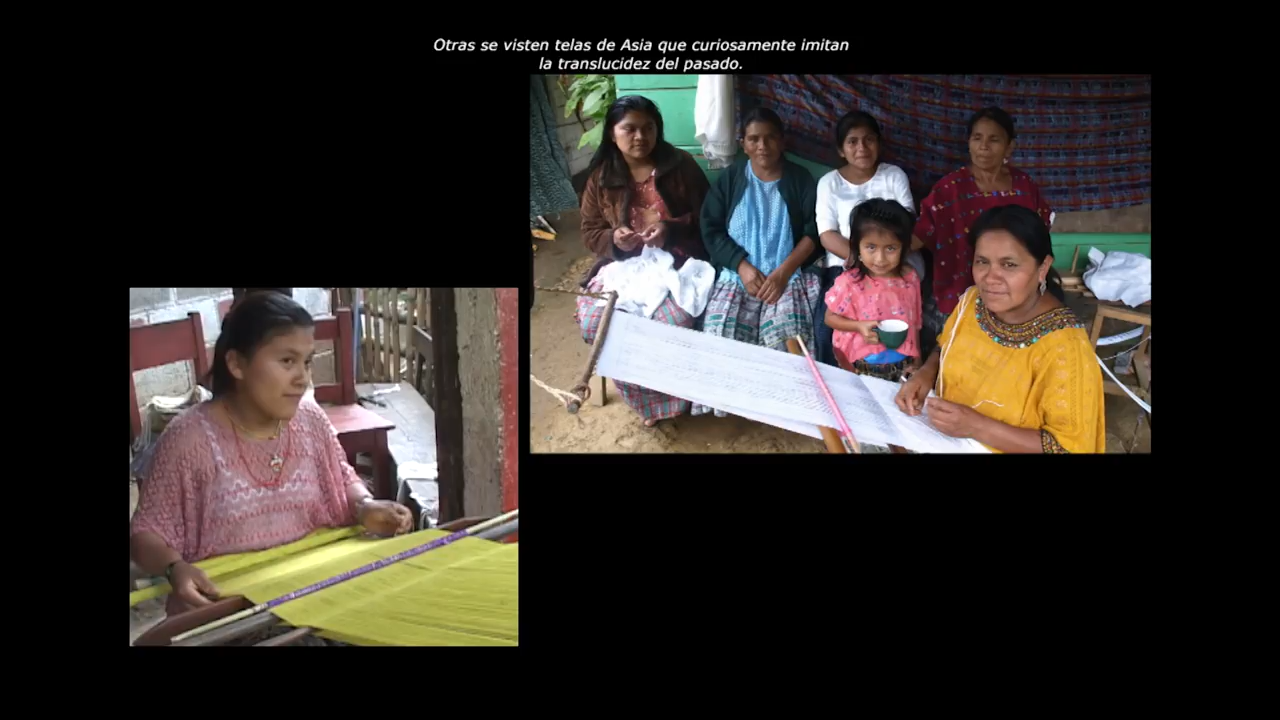 Otras se visten telas de Asia que curiosamente imitan
la translucidez del pasado.